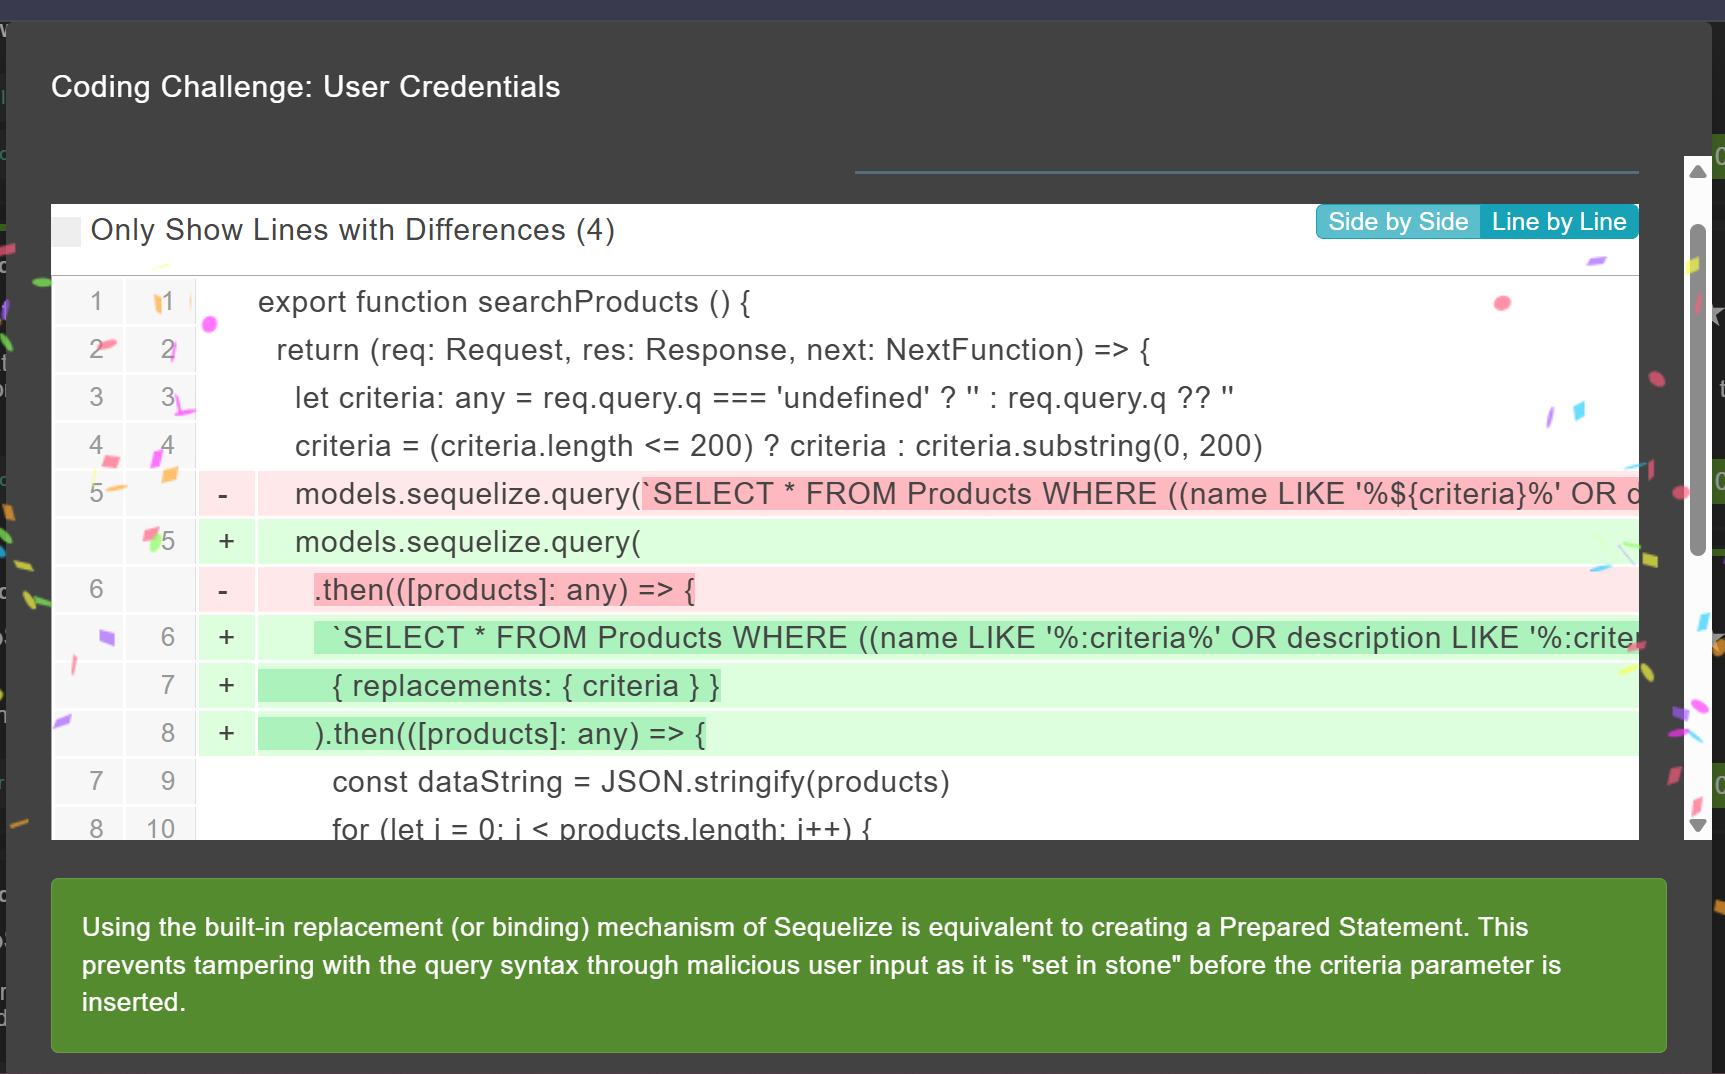 Coding Challenge: User Credentials
Only Show Lines with Differences (4)
Side by Side Line by Line
1 1 export function searchProducts () {
2 2 return (req: Request, res: Response, next: NextFunction) => {
3 3 let criteria: any = req.query.q === 'undefined' ? '' : req.query.q ?? ''
4 4 criteria = (criteria.length <= 200) ? criteria : criteria.substring(0, 200)
5 - models.sequelize.query(`SELECT * FROM Products WHERE ((name LIKE '%${criteria}%' OR
5 + models.sequelize.query(
6 - .then(([products]: any) => {
6 + `SELECT * FROM Products WHERE ((name LIKE '%:criteria%' OR description LIKE '%:crite
7 + { replacements: { criteria } }
8 + ).then(([products]: any) => {
7 9 const dataString = JSON.stringify(products)
8 10 for (let i = 0; i < products.length; i++) {
Using the built-in replacement (or binding) mechanism of Sequelize is equivalent to creating a Prepared Statement. This
prevents tampering with the query syntax through malicious user input as it is "set in stone" before the criteria parameter is
inserted.